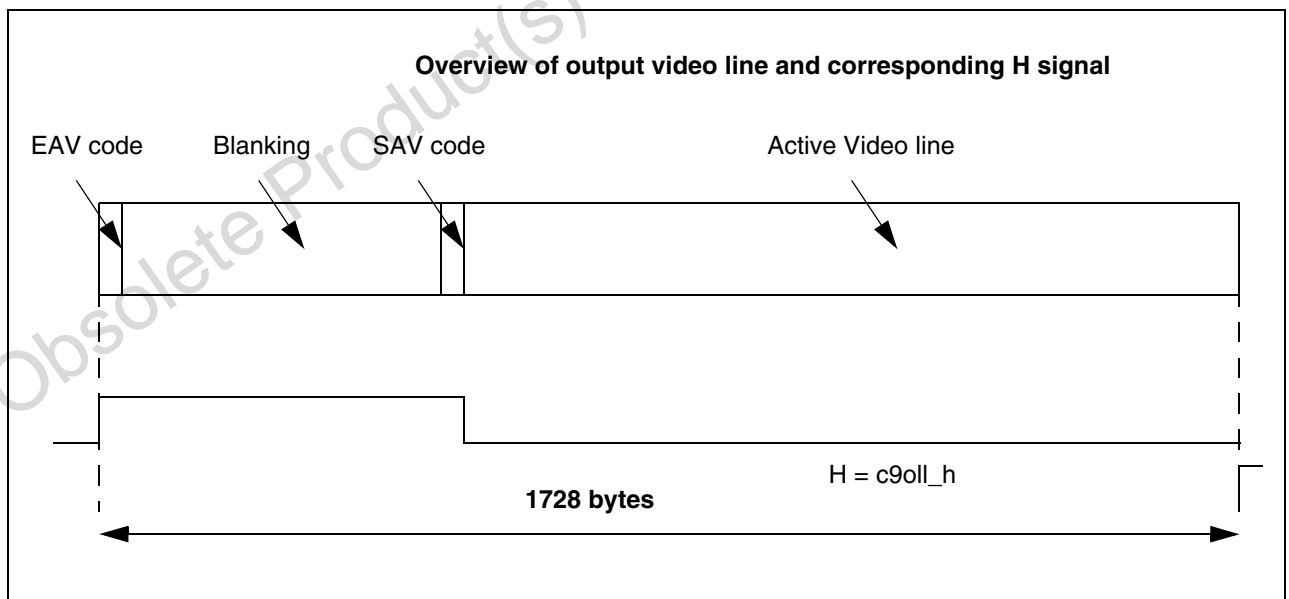 Overview of output video line and corresponding H signal
EAV code
Blanking
SAV code
Active Video line
H = c9oll_h
1728 bytes
Obsolete Product(s)